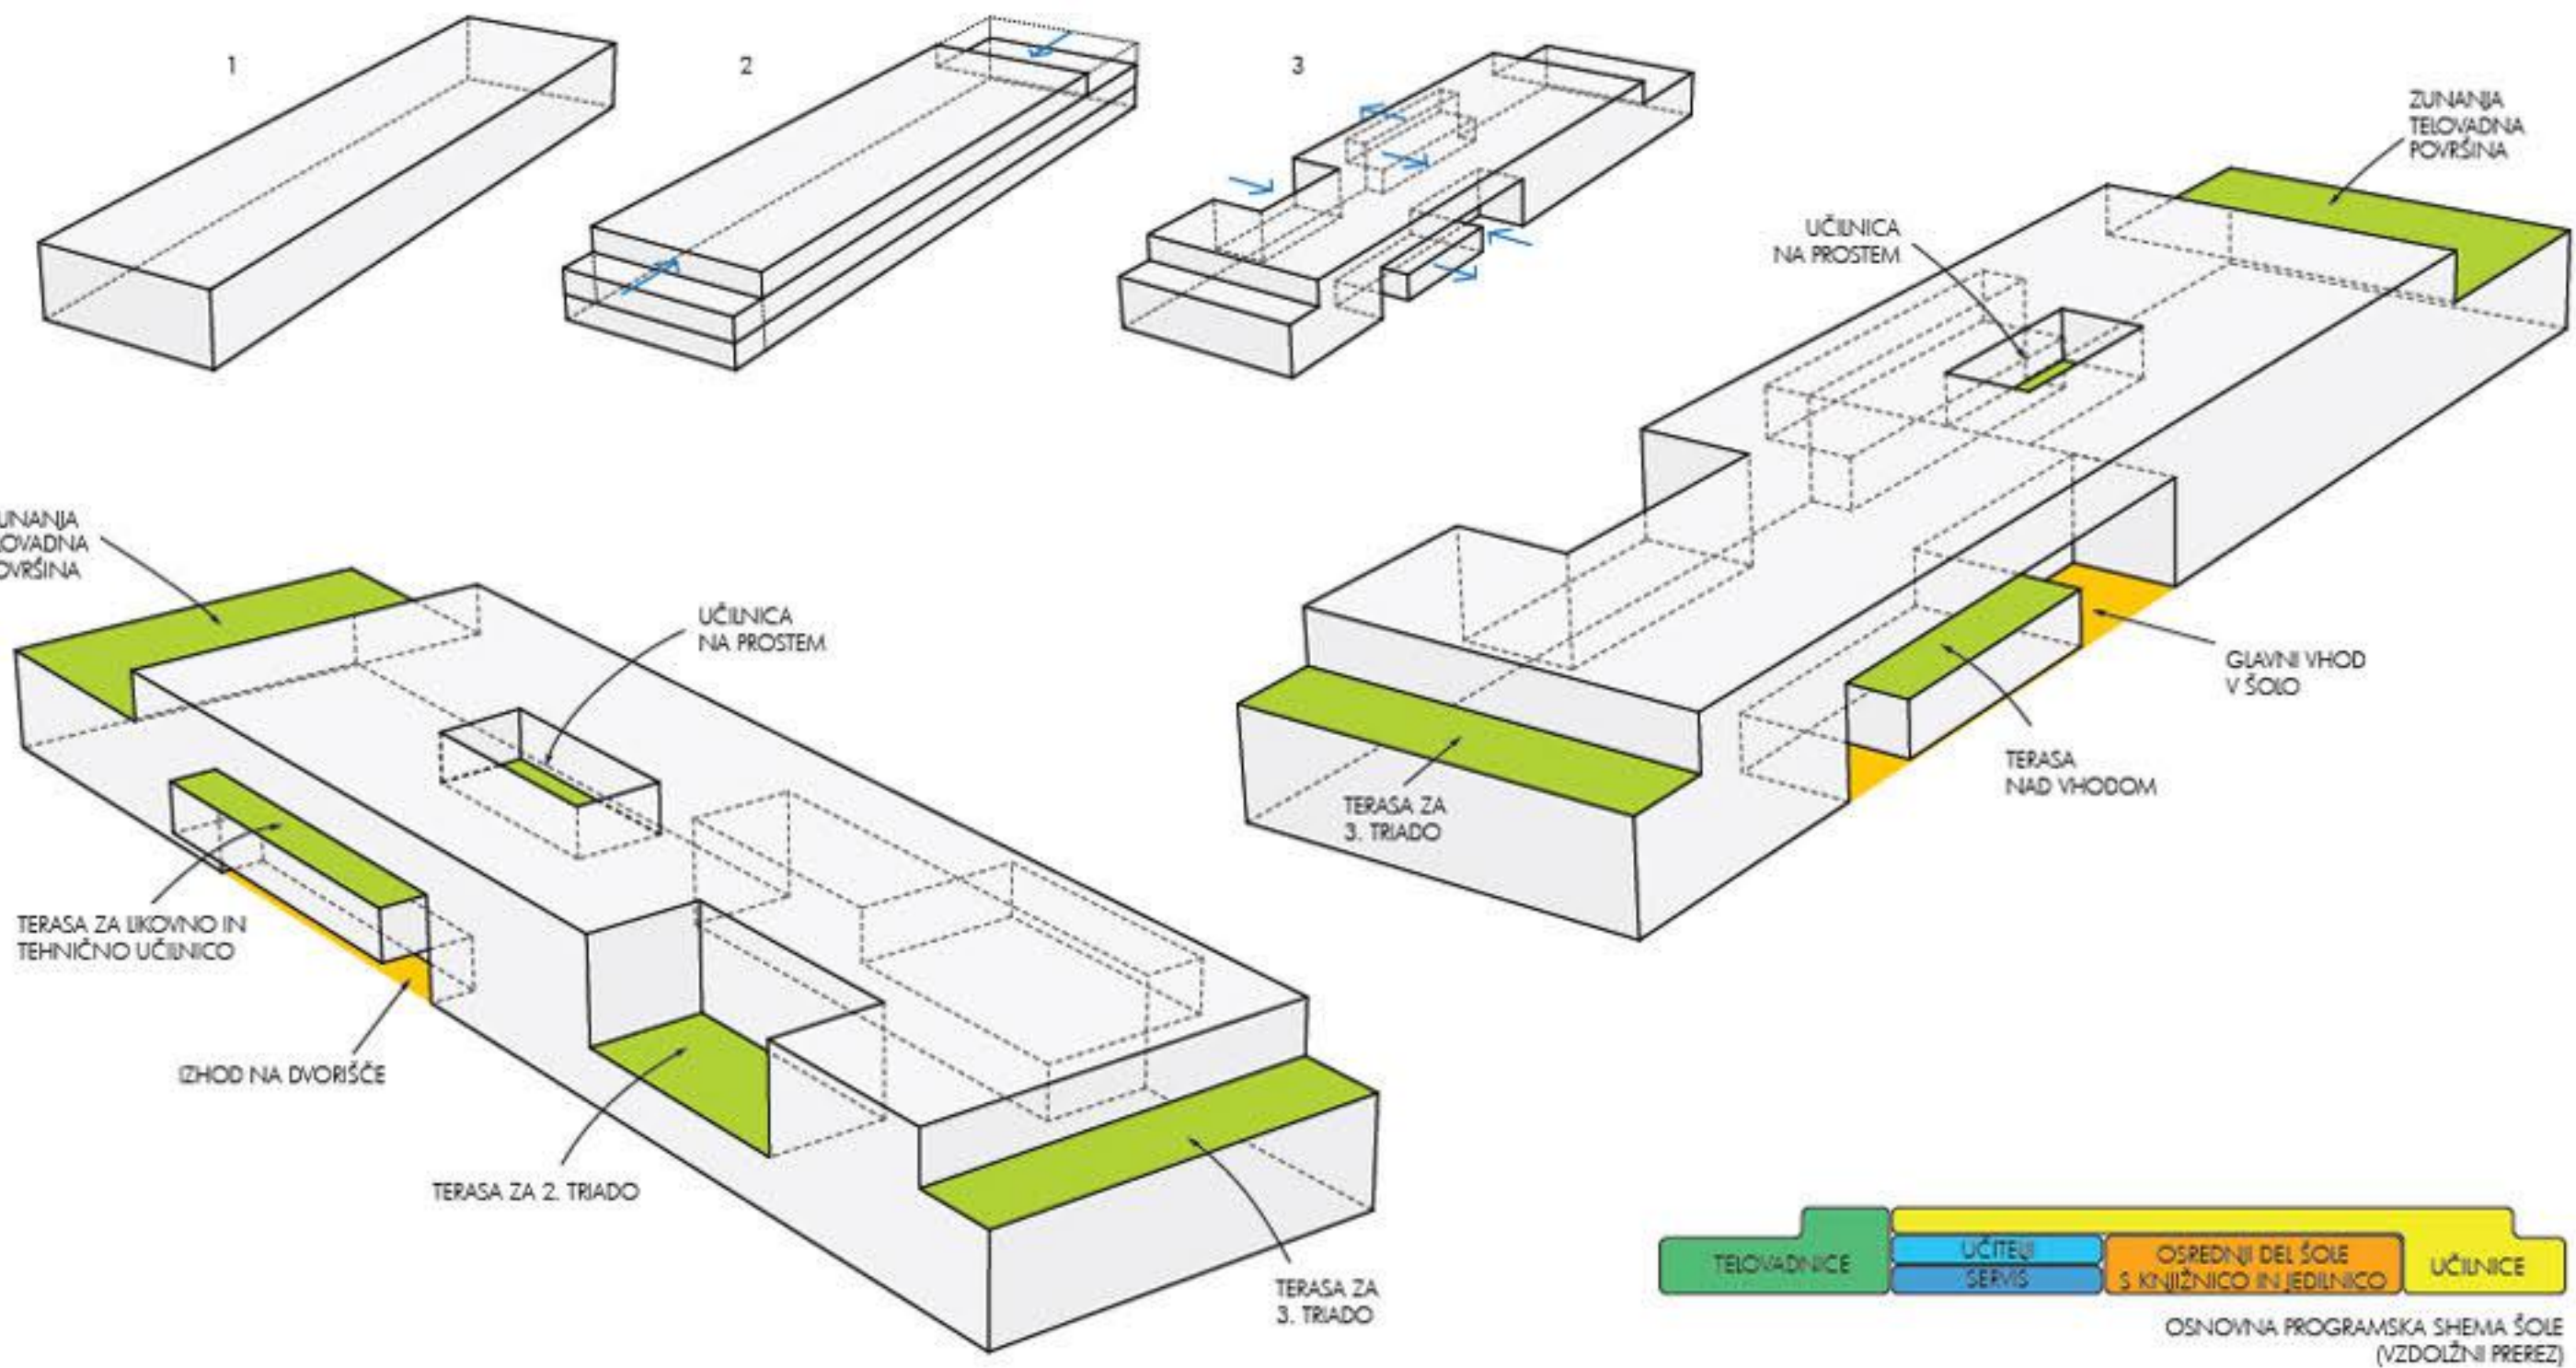 1
2
3
ZUNANJA
TELOVADNA
POVRŠINA
UČILNICA
NA PROSTEM
GLAVNI VHOD
V ŠOLO
TERASA
NAD VHODOM
TERASA ZA
3. TRIADO
UNANJA
LOVADNA
OVRŠINA
UČILNICA
NA PROSTEM
TERASA ZA LIKOVNO IN
TEHNIČNO UČILNICO
IZHOD NA DVORIŠČE
TERASA ZA 2. TRIADO
TERASA ZA
3. TRIADO
TELOVADNICE
UČITELJI
SERVIS
OSREDNJI DEL ŠOLE
S KNJIŽNICO IN JEDILNICO
UČILNICE
OSNOVNA PROGRAMSKA SHEMA ŠOLE
(VZDOLŽNI PREREZ)